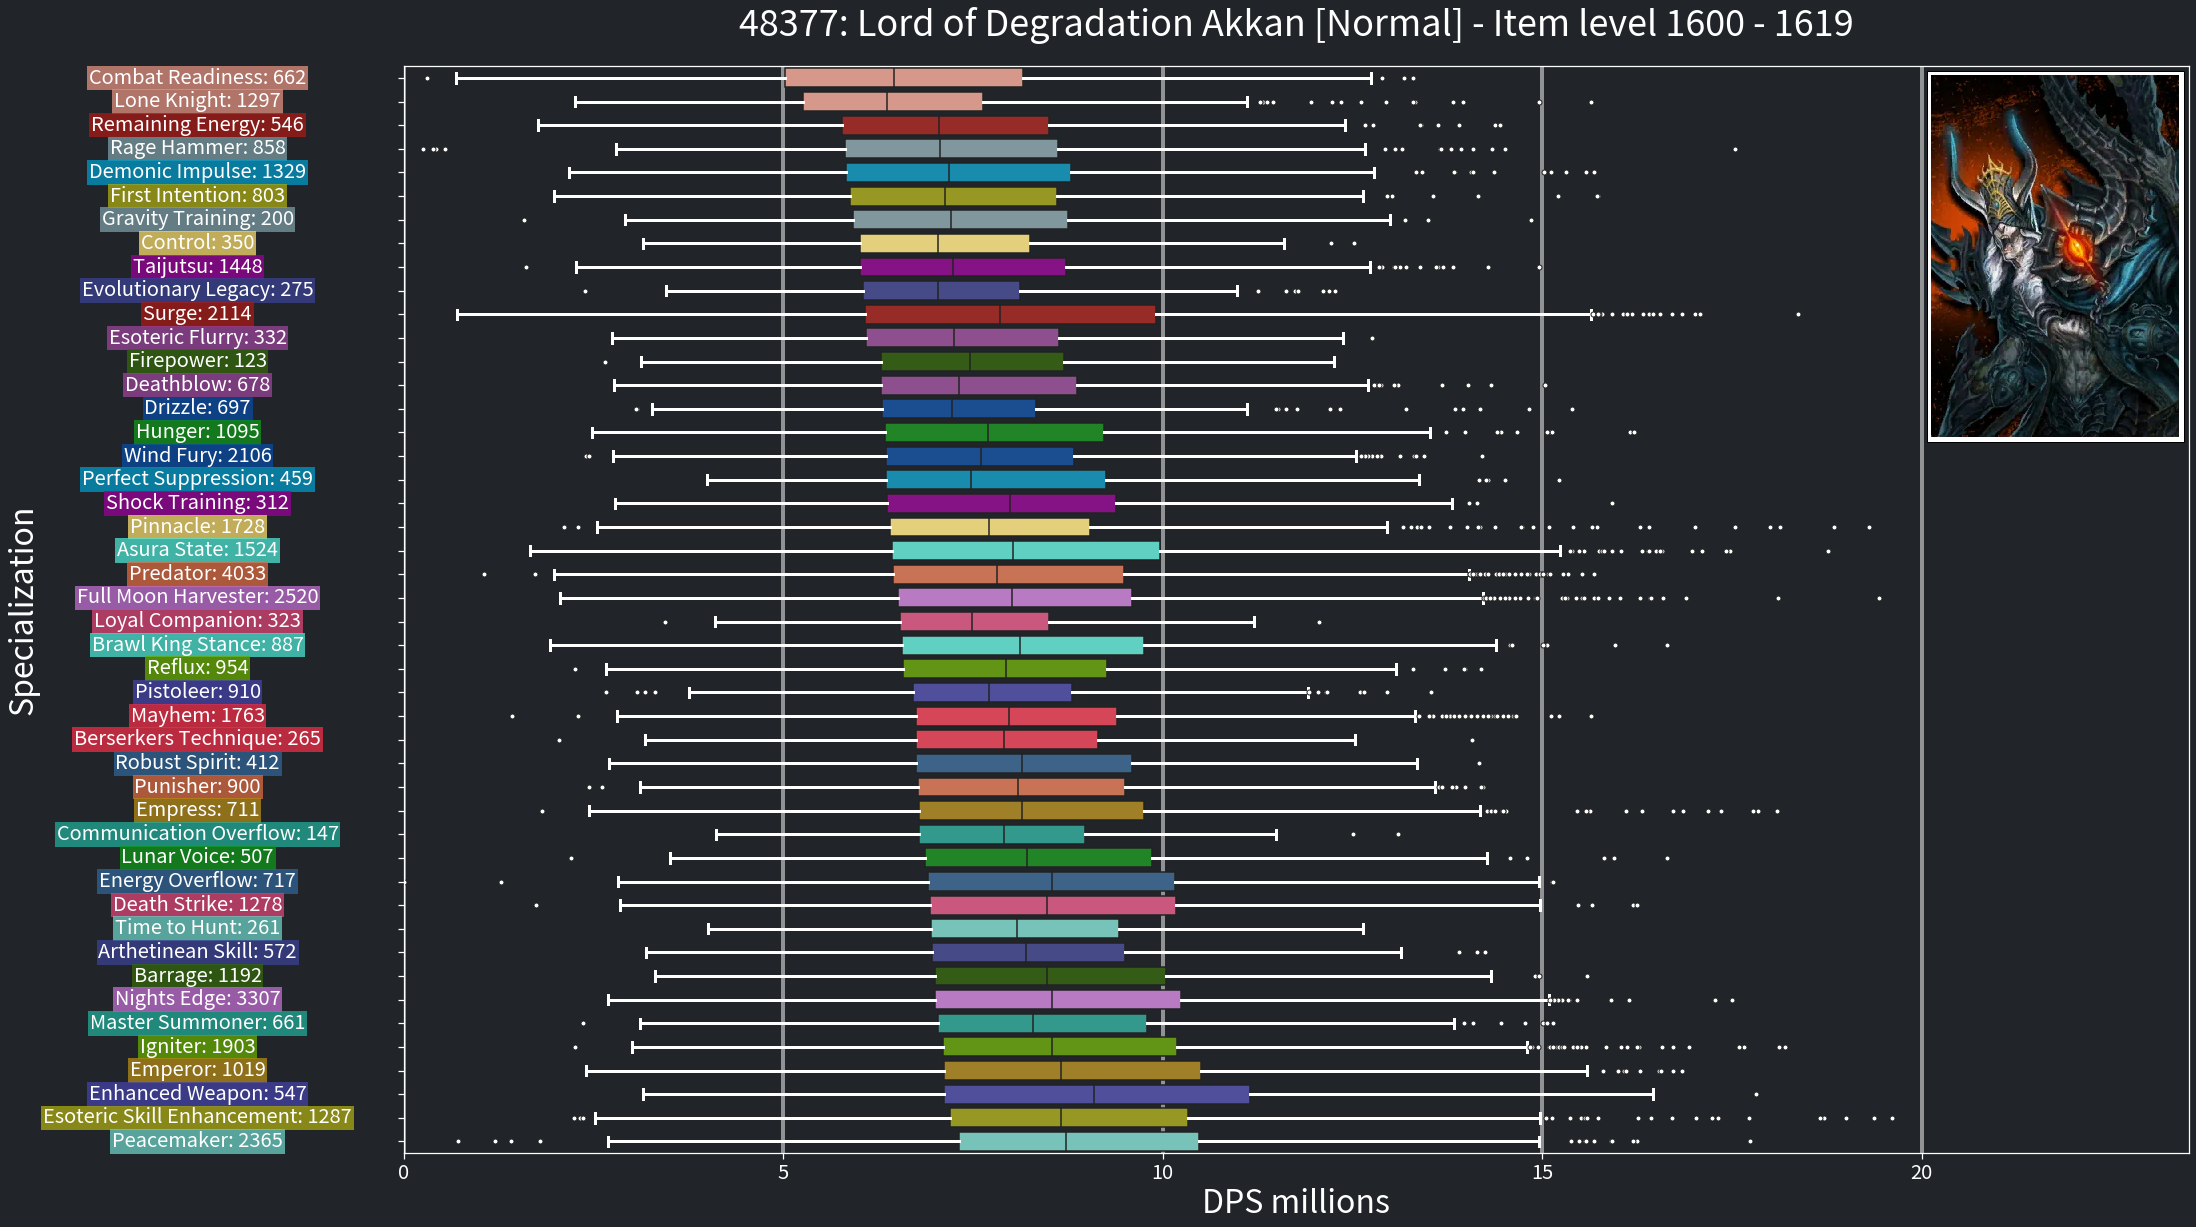 48377: Lord of Degradation Akkan [Normal] - Item level 1600 - 1619
Specialization
Combat Readiness: 662
Lone Knight: 1297
Remaining Energy: 546
Rage Hammer: 858
Demonic Impulse: 1329
First Intention: 803
Gravity Training: 200
Control: 350
Taijutsu: 1448
Evolutionary Legacy: 275
Surge: 2114
Esoteric Flurry: 332
Firepower: 123
Deathblow: 678
Drizzle: 697
Hunger: 1095
Wind Fury: 2106
Perfect Suppression: 459
Shock Training: 312
Pinnacle: 1728
Asura State: 1524
Predator: 4033
Full Moon Harvester: 2520
Loyal Companion: 323
Brawl King Stance: 887
Reflux: 954
Pistoleer: 910
Mayhem: 1763
Berserkers Technique: 265
Robust Spirit: 412
Punisher: 900
Empress: 711
Communication Overflow: 147
Lunar Voice: 507
Energy Overflow: 717
Death Strike: 1278
Time to Hunt: 261
Arthetinean Skill: 572
Barrage: 1192
Nights Edge: 3307
Master Summoner: 661
Igniter: 1903
Emperor: 1019
Enhanced Weapon: 547
Esoteric Skill Enhancement: 1287
Peacemaker: 2365
0 5 10 15 20
DPS millions